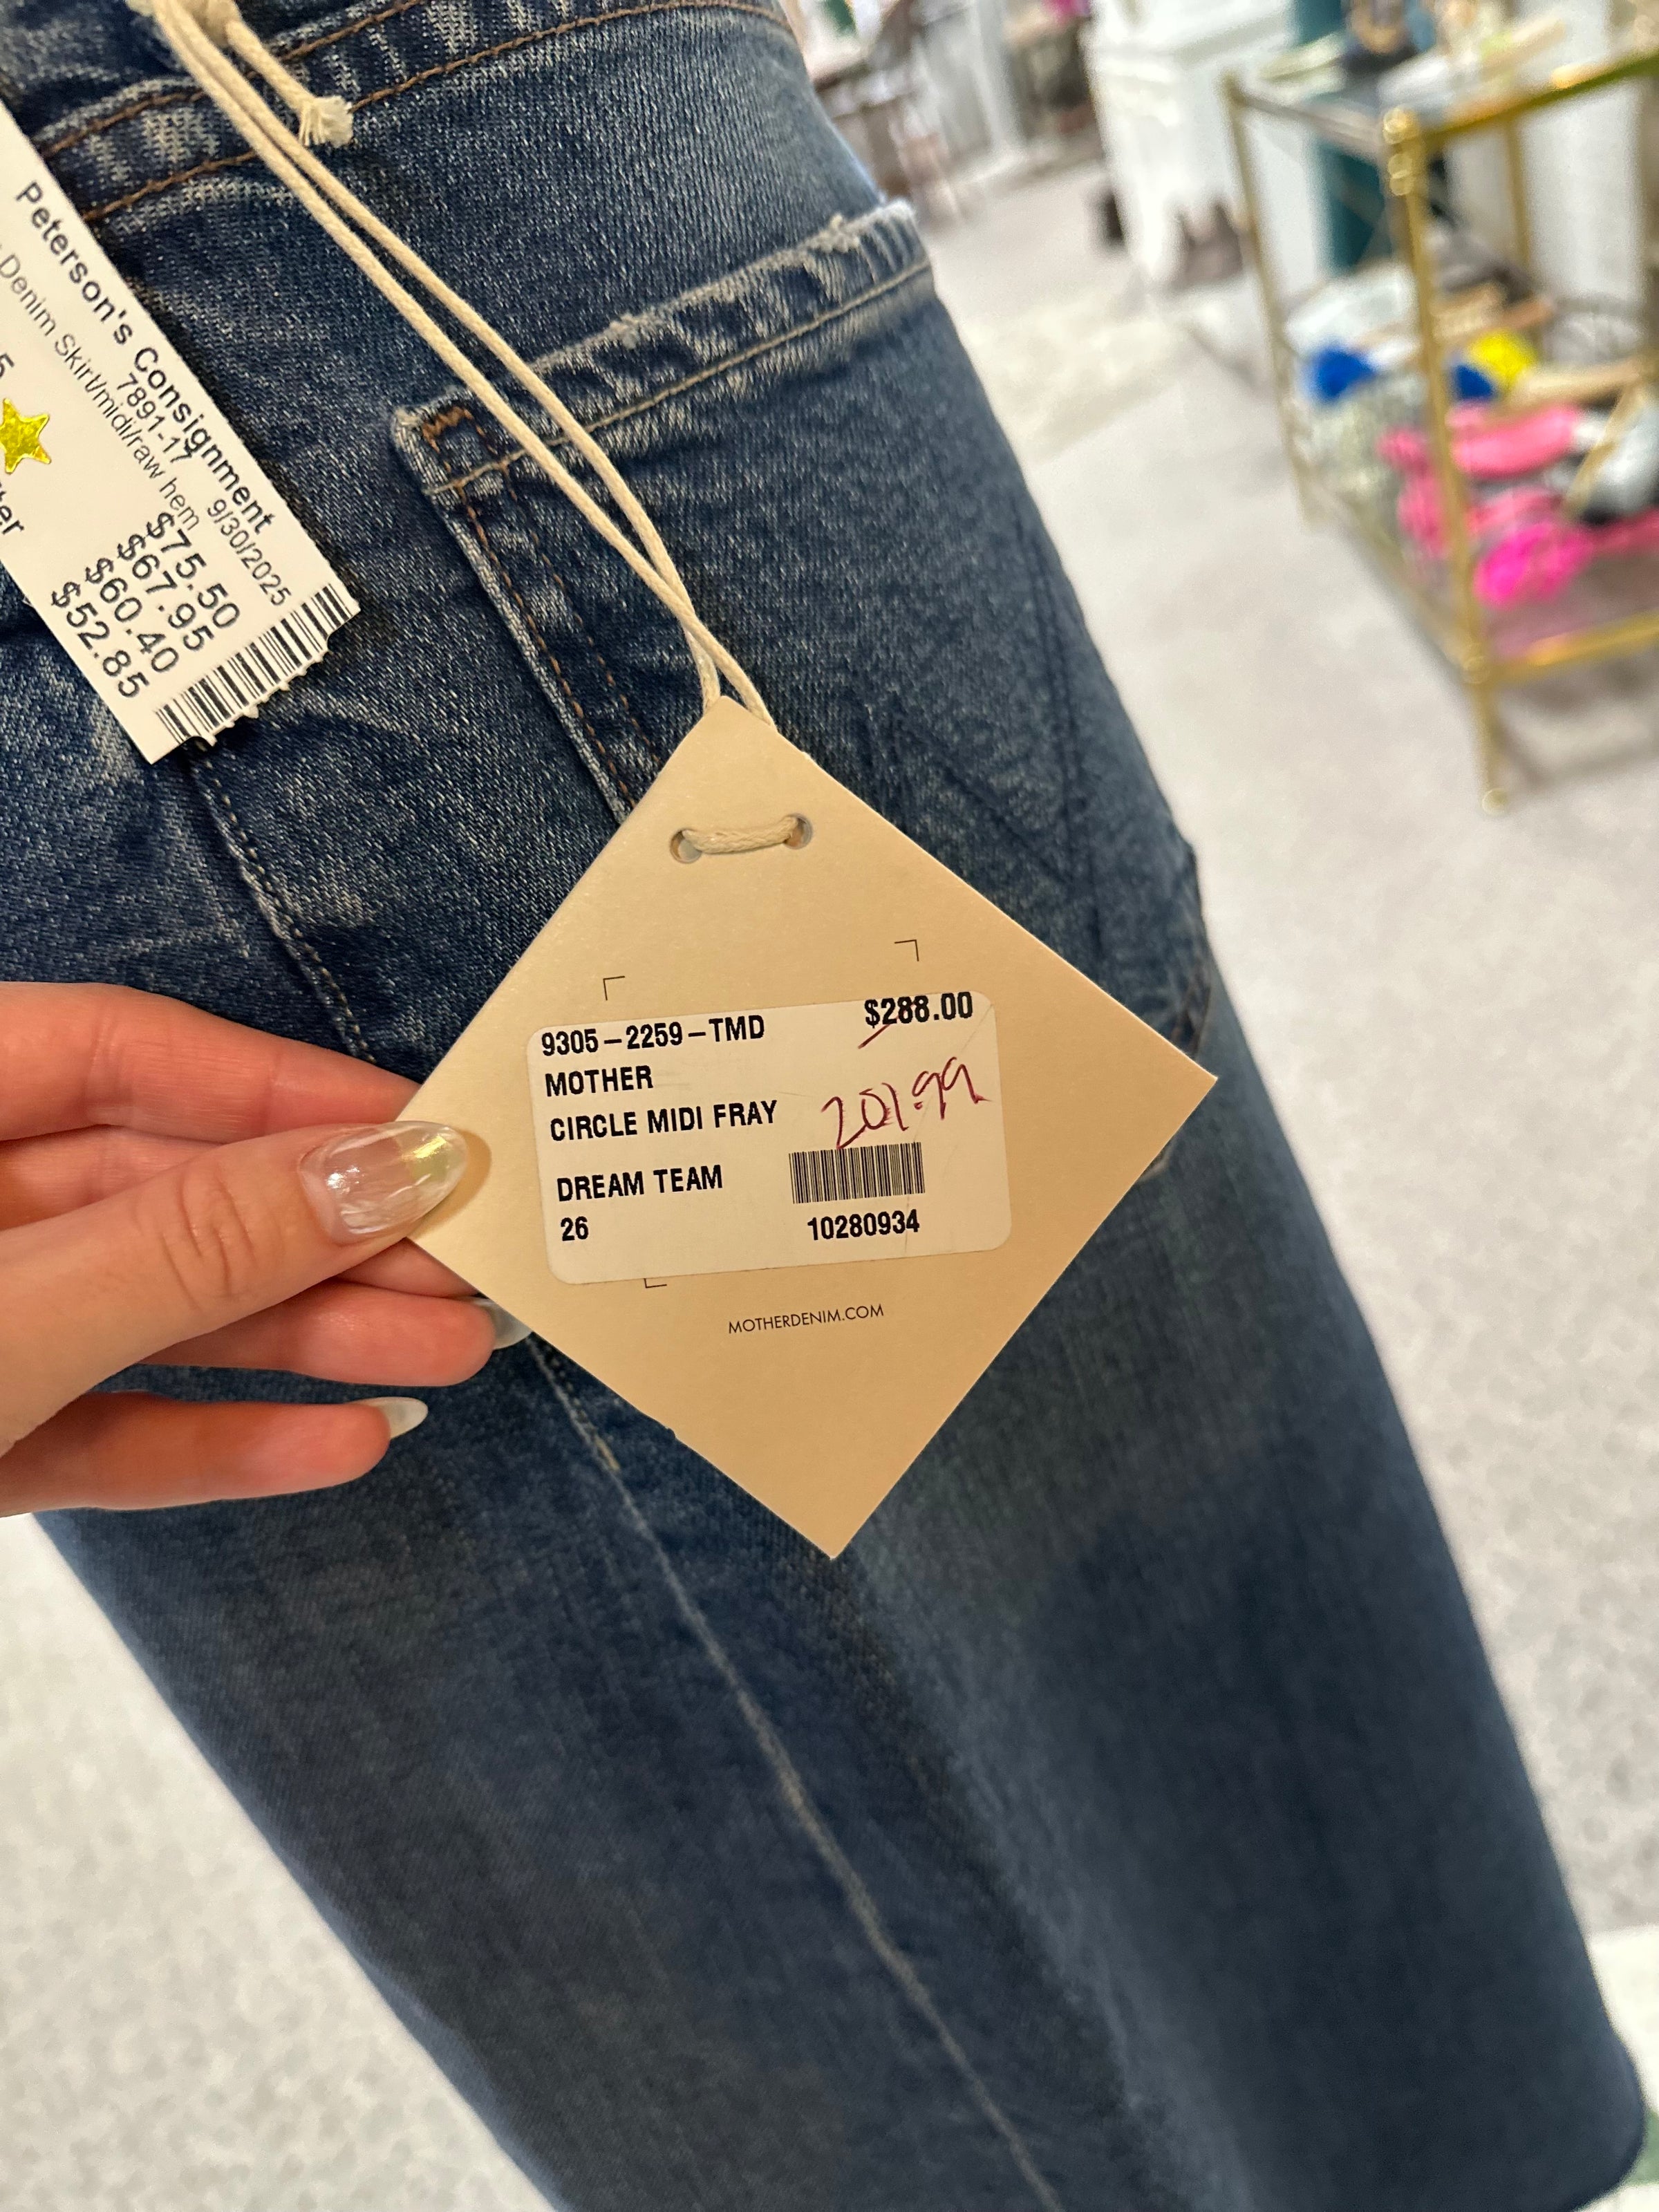 Peterson's Consignment
7891-17 9/30/2025
Denim Skirt/midi/raw hem
$75.50
$67.95
$60.40
$52.85
9305-2259-TMD $288.00
MOTHER
CIRCLE MIDI FRAY 201.99
DREAM TEAM
26 10280934
MOTHERDENIM.COM